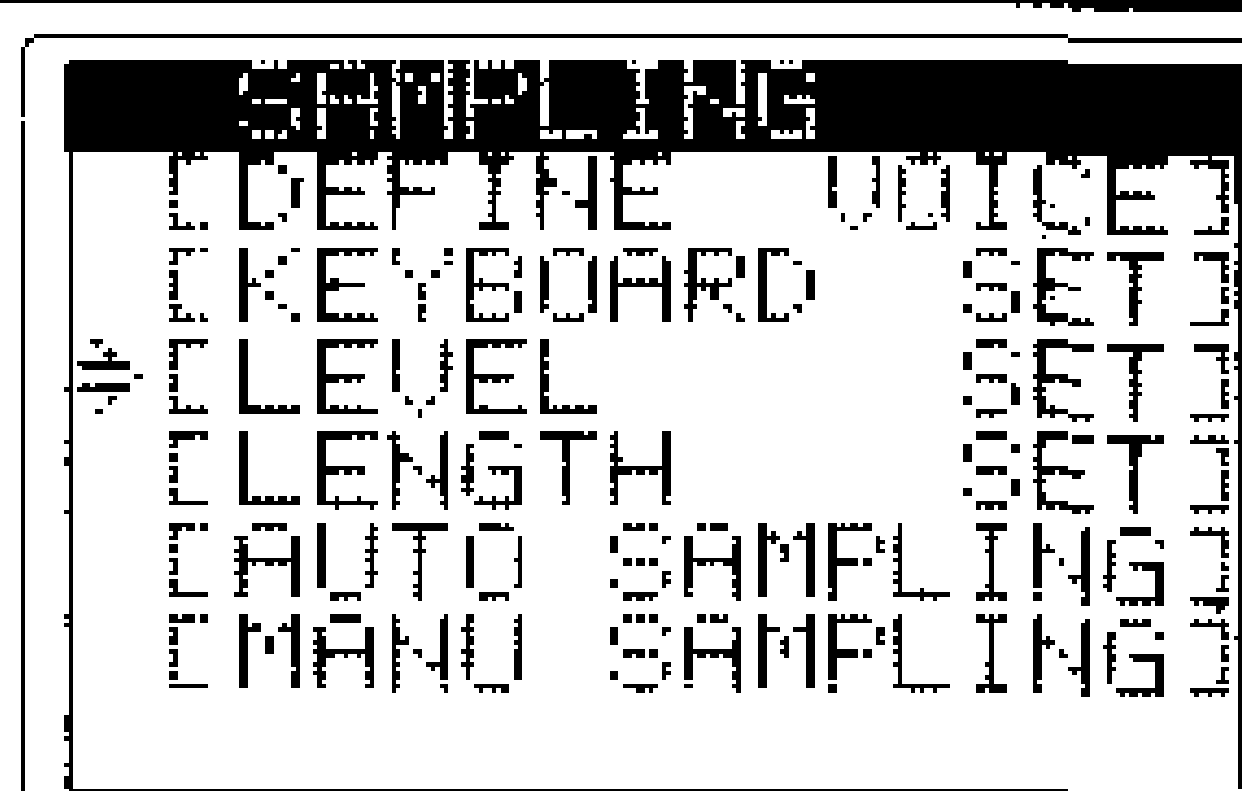 SAMPLING
[DEFINE VOICE]
[KEYBOARD SET]
⇒[LEVEL SET]
[LENGTH SET]
[AUTO SAMPLING]
[MANU SAMPLING]